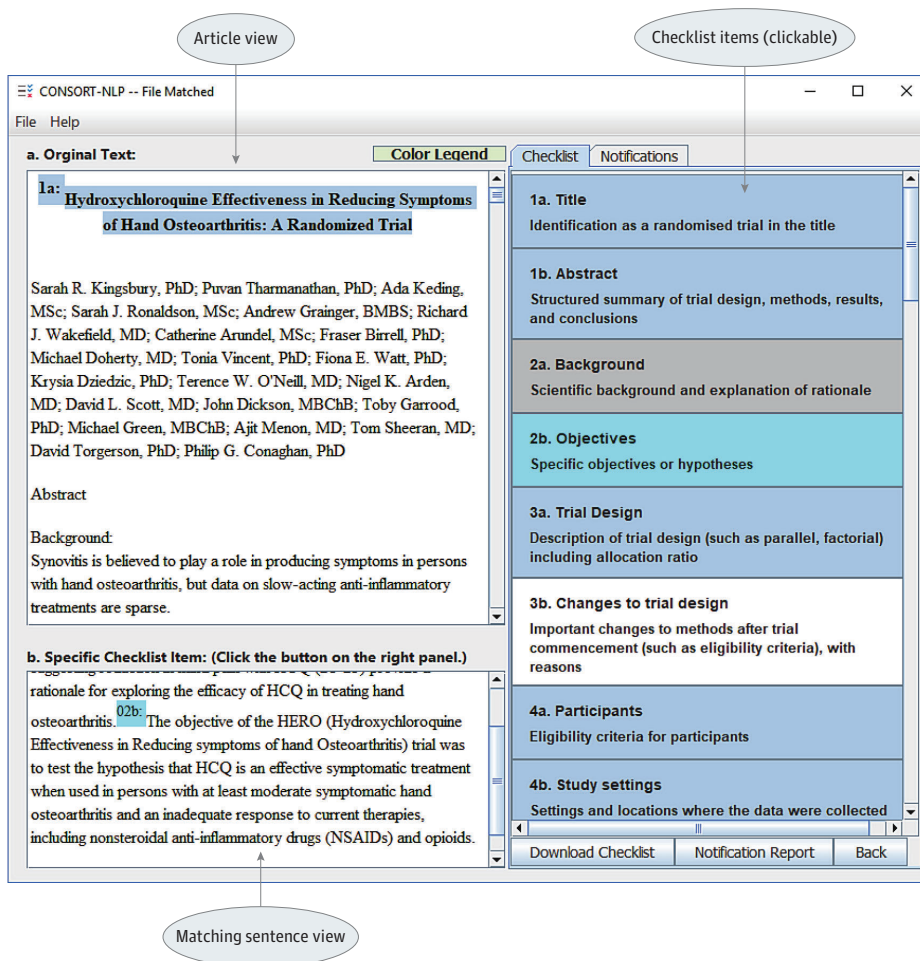 Article view
Checklist items (clickable)
CONSORT-NLP -- File Matched
File Help
a. Orginal Text:
Color Legend
1a: Hydroxychloroquine Effectiveness in Reducing Symptoms
of Hand Osteoarthritis: A Randomized Trial
Sarah R. Kingsbury, PhD; Puvan Tharmanathan, PhD; Ada Keding,
MSc; Sarah J. Ronaldson, MSc; Andrew Grainger, BMBS; Richard
J. Wakefield, MD; Catherine Arundel, MSc; Fraser Birrell, PhD;
Michael Doherty, MD; Tonia Vincent, PhD; Fiona E. Watt, PhD;
Krysia Dziedzic, PhD; Terence W. O'Neill, MD; Nigel K. Arden,
MD; David L. Scott, MD; John Dickson, MBChB; Toby Garrood,
PhD; Michael Green, MBChB; Ajit Menon, MD; Tom Sheeran, MD;
David Torgerson, PhD; Philip G. Conaghan, PhD
Abstract
Background:
Synovitis is believed to play a role in producing symptoms in persons
with hand osteoarthritis, but data on slow-acting anti-inflammatory
treatments are sparse.
b. Specific Checklist Item: (Click the button on the right panel.)
rationale for exploring the efficacy of HCQ in treating hand
osteoarthritis. 02b: The objective of the HERO (Hydroxychloroquine
Effectiveness in Reducing symptoms of hand Osteoarthritis) trial was
to test the hypothesis that HCQ is an effective symptomatic treatment
when used in persons with at least moderate symptomatic hand
osteoarthritis and an inadequate response to current therapies,
including nonsteroidal anti-inflammatory drugs (NSAIDs) and opioids.
Checklist Notifications
1a. Title
Identification as a randomised trial in the title
1b. Abstract
Structured summary of trial design, methods, results,
and conclusions
2a. Background
Scientific background and explanation of rationale
2b. Objectives
Specific objectives or hypotheses
3a. Trial Design
Description of trial design (such as parallel, factorial)
including allocation ratio
3b. Changes to trial design
Important changes to methods after trial
commencement (such as eligibility criteria), with
reasons
4a. Participants
Eligibility criteria for participants
4b. Study settings
Settings and locations where the data were collected
Download Checklist Notification Report Back
Matching sentence view